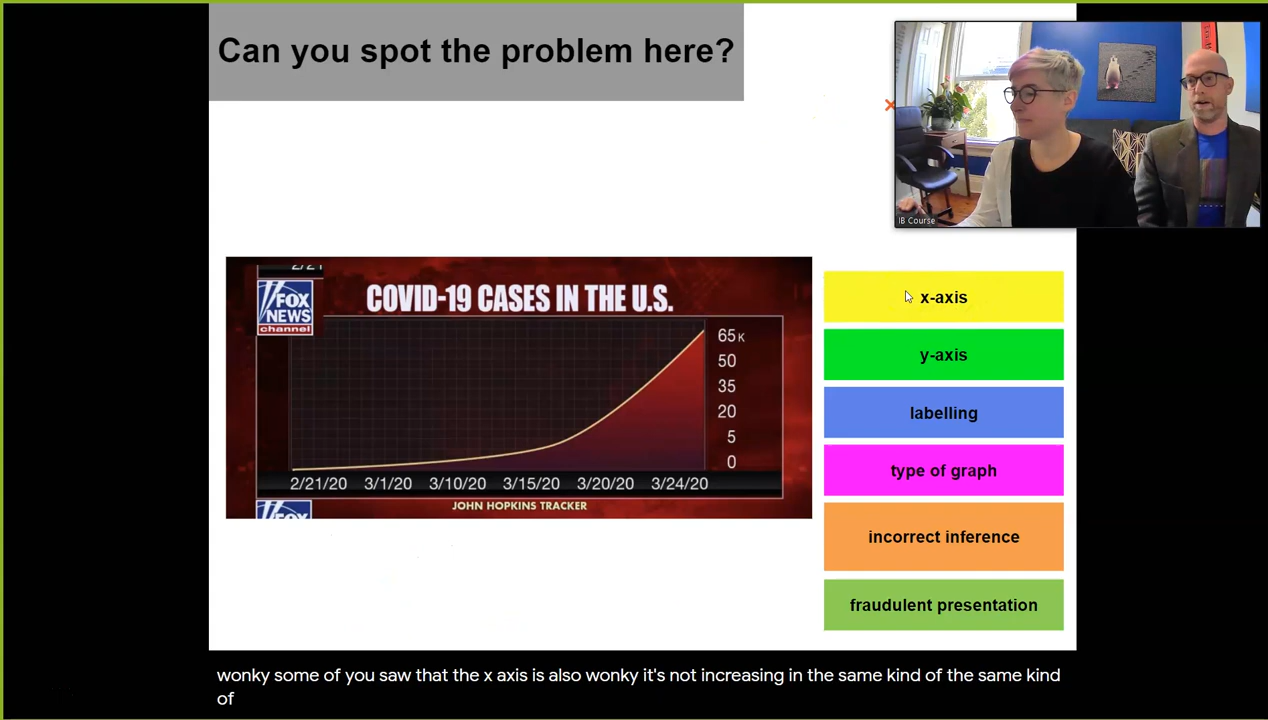 Can you spot the problem here?
IB Course
2/21
FOX
NEWS
channel
COVID-19 CASES IN THE U.S.
65K
50
35
20
5
0
2/21/20 3/1/20 3/10/20 3/15/20 3/20/20 3/24/20
JOHN HOPKINS TRACKER
FOX
x-axis
y-axis
labelling
type of graph
incorrect inference
fraudulent presentation
wonky some of you saw that the x axis is also wonky it's not increasing in the same kind of the same kind
of